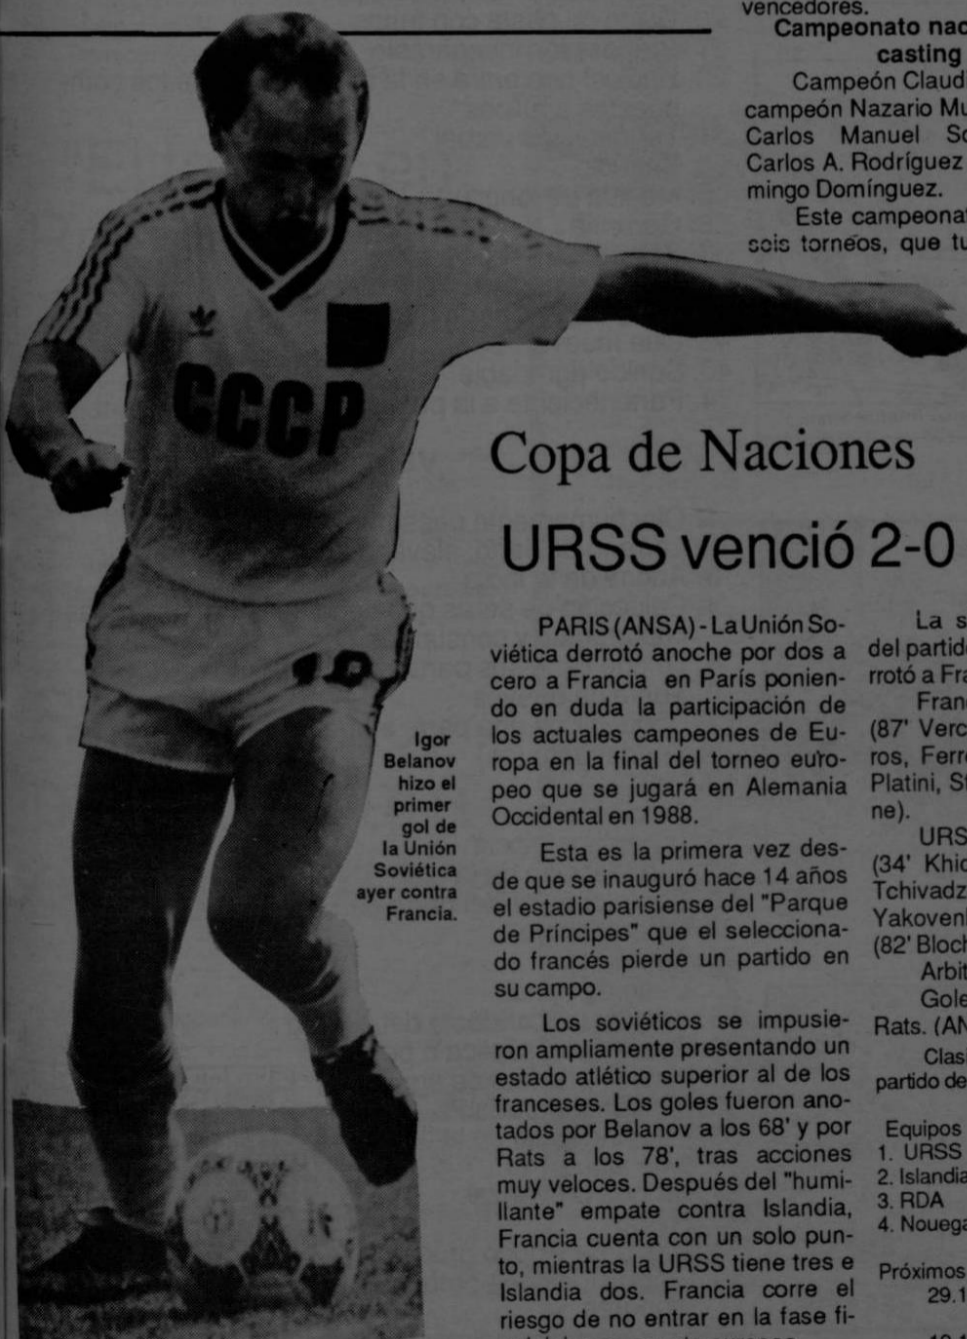 vencedores.
Campeonato nac
casting
Campeón Claud
campeón Nazario Mu
Carlos Manuel So
Carlos A. Rodríguez
mingo Domínguez.
Este campeonat
seis torneos, que tu
CCCP
10
Copa de Naciones
URSS venció 2-0
Igor
Belanov
hizo el
primer
gol de
la Unión
Soviética
ayer contra
Francia.
PARIS (ANSA) - La Unión So-
viética derrotó anoche por dos a
cero a Francia en París ponien-
do en duda la participación de
los actuales campeones de Eu-
ropa en la final del torneo euro-
peo que se jugará en Alemania
Occidental en 1988.
Esta es la primera vez des-
de que se inauguró hace 14 años
el estadio parisiense del "Parque
de Príncipes" que el selecciona-
do francés pierde un partido en
su campo.
Los soviéticos se impusie-
ron ampliamente presentando un
estado atlético superior al de los
franceses. Los goles fueron ano-
tados por Belanov a los 68' y por
Rats a los 78', tras acciones
muy veloces. Después del "humi-
llante" empate contra Islandia,
Francia cuenta con un solo pun-
to, mientras la URSS tiene tres e
Islandia dos. Francia corre el
riesgo de no entrar en la fase fi-
La s
del partid
rrotó a Fra
Fran
(87' Verc
ros, Ferr
Platini, St
ne).
URS
(34' Khid
Tchivadz
Yakoven
(82' Bloch
Arbit
Gole
Rats. (AN
Clas
partido de
Equipos
1. URSS
2. Islandia
3. RDA
4. Nouega
Próximos
29.1